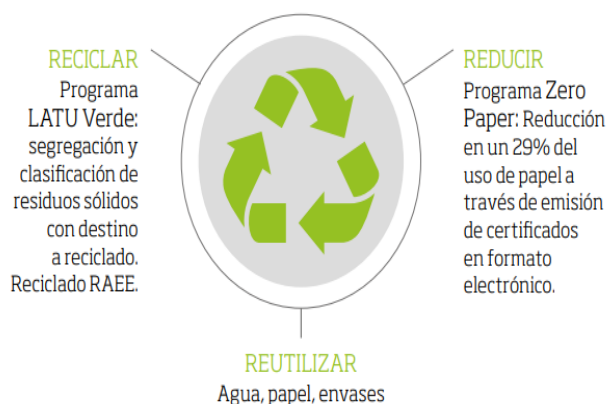 RECICLAR
Programa
LATU Verde:
segregación y
clasificación de
residuos sólidos
con destino
a reciclado.
Reciclado RAEE.
REDUCIR
Programa Zero
Paper: Reducción
en un 29% del
uso de papel a
través de emisión
de certificados
en formato
electrónico.
REUTILIZAR
Agua, papel, envases